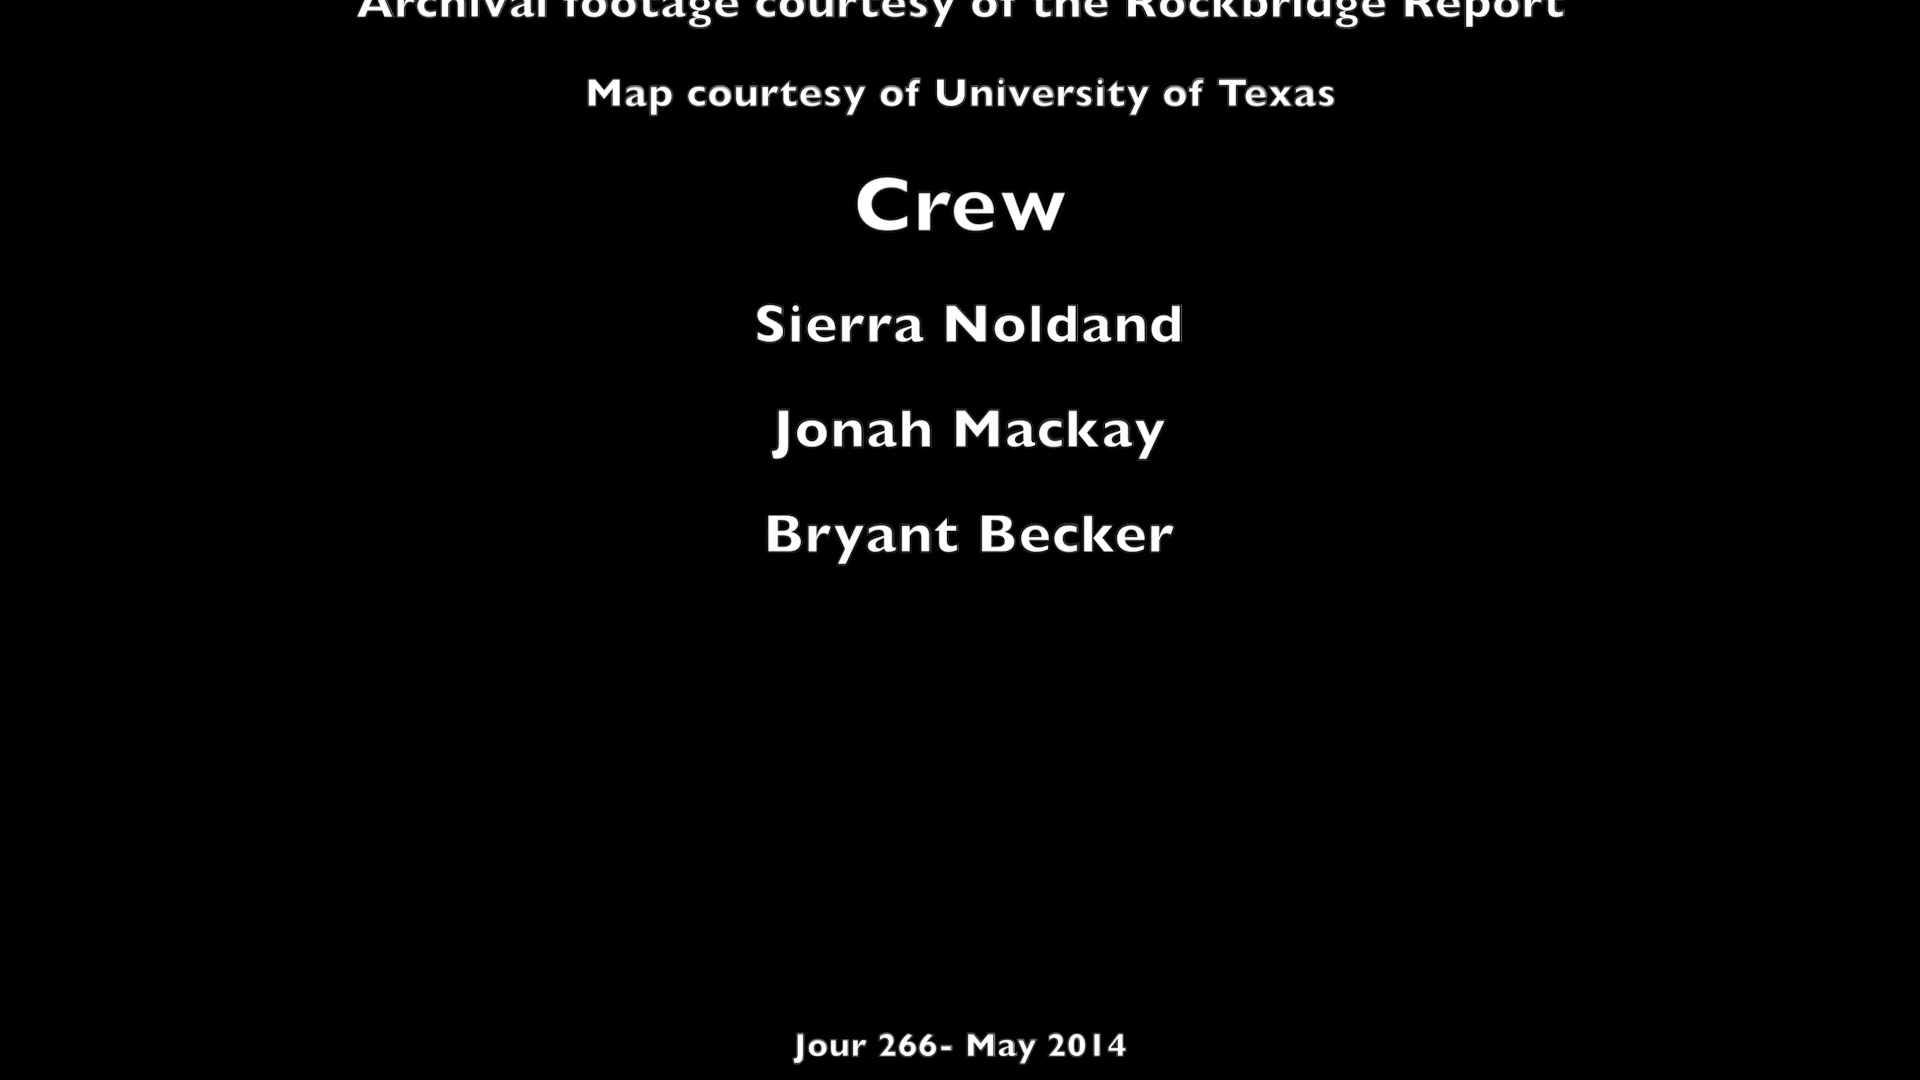 Archival footage courtesy of the Rockbridge Report
Map courtesy of University of Texas
Crew
Sierra Noldand
Jonah Mackay
Bryant Becker
Jour 266- May 2014